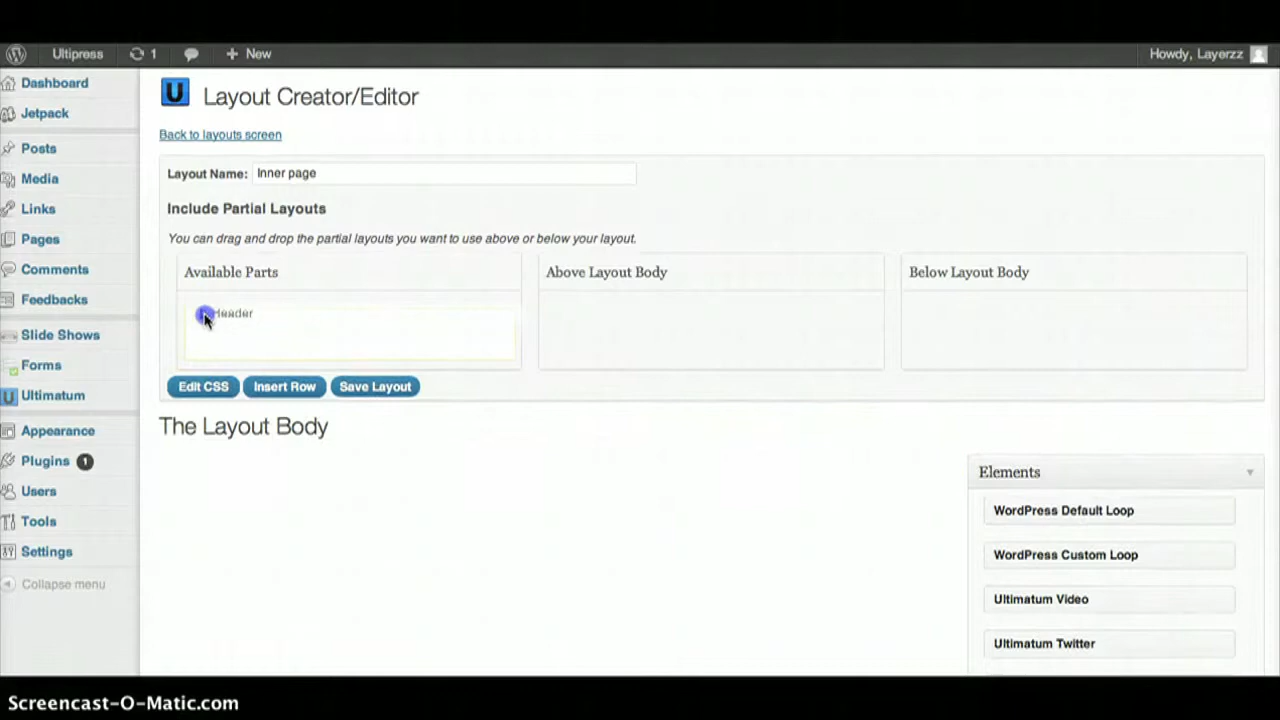 Ultipress
1
New
Howdy, Layerzz
Dashboard
Jetpack
Posts
Media
Links
Pages
Comments
Feedbacks
Slide Shows
Forms
Ultimatum
Appearance
Plugins 1
Users
Tools
Settings
Collapse menu
U
Layout Creator/Editor
Back to layouts screen
Layout Name: Inner page
Include Partial Layouts
You can drag and drop the partial layouts you want to use above or below your layout.
Available Parts
Above Layout Body
Below Layout Body
Header
Edit CSS
Insert Row
Save Layout
The Layout Body
Elements
WordPress Default Loop
WordPress Custom Loop
Ultimatum Video
Ultimatum Twitter
Screencast-O-Matic.com